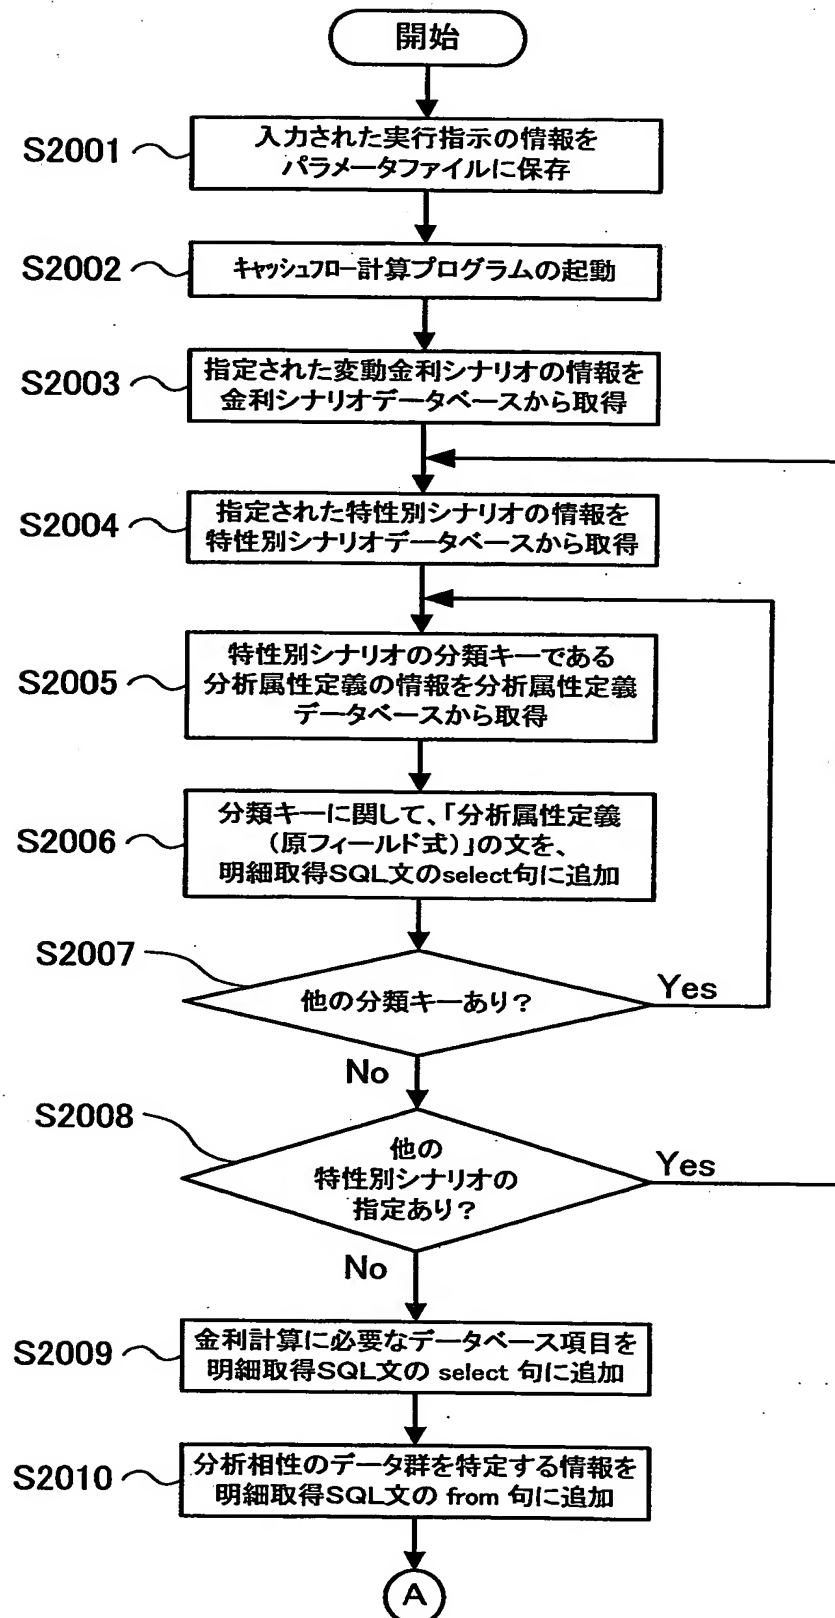 開始
S2001
入力された実行指示の情報を
パラメータファイルに保存
S2002
キャッシュフロー計算プログラムの起動
S2003
指定された変動金利シナリオの情報を
金利シナリオデータベースから取得
S2004
指定された特性別シナリオの情報を
特性別シナリオデータベースから取得
S2005
特性別シナリオの分類キーである
分析属性定義の情報を分析属性定義
データベースから取得
S2006
分類キーに関して、「分析属性定義
(原フィールド式)」の文を、
明細取得SQL文のselect句に追加
S2007
他の分類キーあり?
Yes
No
S2008
他の
特性別シナリオの
指定あり?
Yes
No
S2009
金利計算に必要なデータベース項目を
明細取得SQL文の select 句に追加
S2010
分析相性のデータ群を特定する情報を
明細取得SQL文の from 句に追加
A